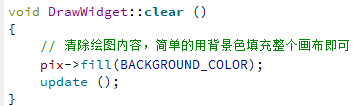 void DrawWidget::clear ()
{
    // 清除绘图内容，简单的用背景色填充整个画布即可
    pix->fill(BACKGROUND_COLOR);
    update ();
}